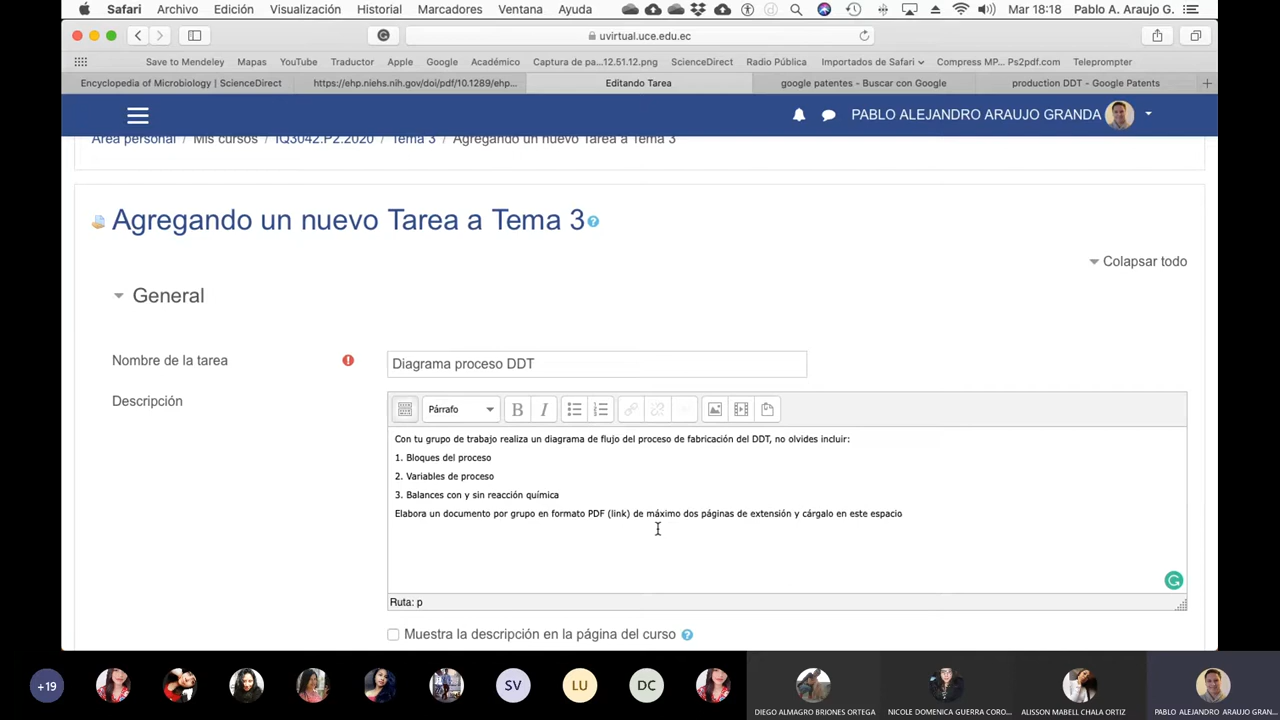 Safari Archivo Edición Visualización Historial Marcadores Ventana Ayuda Mar 18:18 Pablo A. Araujo G.
uvirtual.uce.edu.ec
Save to Mendeley Mapas YouTube Traductor Apple Google Académico Captura de pa...12.51.12.png ScienceDirect Radio Pública Importados de Safari Compress MP... Ps2pdf.com Teleprompter
Encyclopedia of Microbiology | ScienceDirect https://ehp.niehs.nih.gov/doi/pdf/10.1289/ehp... Editando Tarea google patentes - Buscar con Google production DDT - Google Patents
PABLO ALEJANDRO ARAUJO GRANDA
Área personal / Mis cursos / IQ3042.P2.2020 / Tema 3 / Agregando un nuevo Tarea a Tema 3
Agregando un nuevo Tarea a Tema 3
Colapsar todo
General
Nombre de la tarea
Diagrama proceso DDT
Descripción
Párrafo B I
Con tu grupo de trabajo realiza un diagrama de flujo del proceso de fabricación del DDT, no olvides incluir:
1. Bloques del proceso
2. Variables de proceso
3. Balances con y sin reacción química
Elabora un documento por grupo en formato PDF (link) de máximo dos páginas de extensión y cárgalo en este espacio
Ruta: p
Muestra la descripción en la página del curso
+19 SV LU DC
DIEGO ALMAGRO BRIONES ORTEGA NICOLE DOMENICA GUERRA CORO... ALISSON MABELL CHALA ORTIZ PABLO ALEJANDRO ARAUJO GRAN...